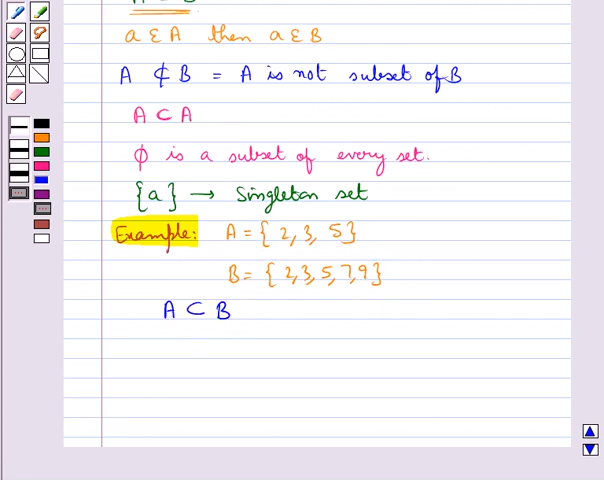 a ε A then a ε B
A ⊄ B = A is not subset of B
A ⊂ A
ϕ is a subset of every set.
{a} → Singletan set
Example: A = { 2, 3, 5}
B = { 2,3,5,7,9}
A ⊂ B